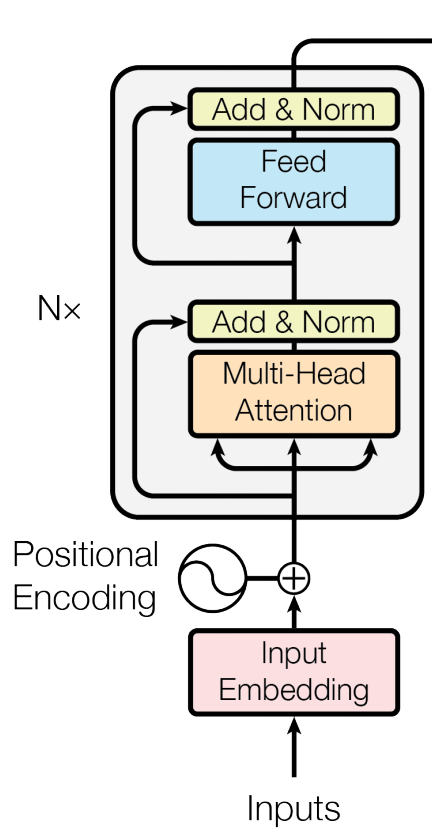 Add & Norm
Feed
Forward
N×
Add & Norm
Multi-Head
Attention
Positional
Encoding
Input
Embedding
Inputs